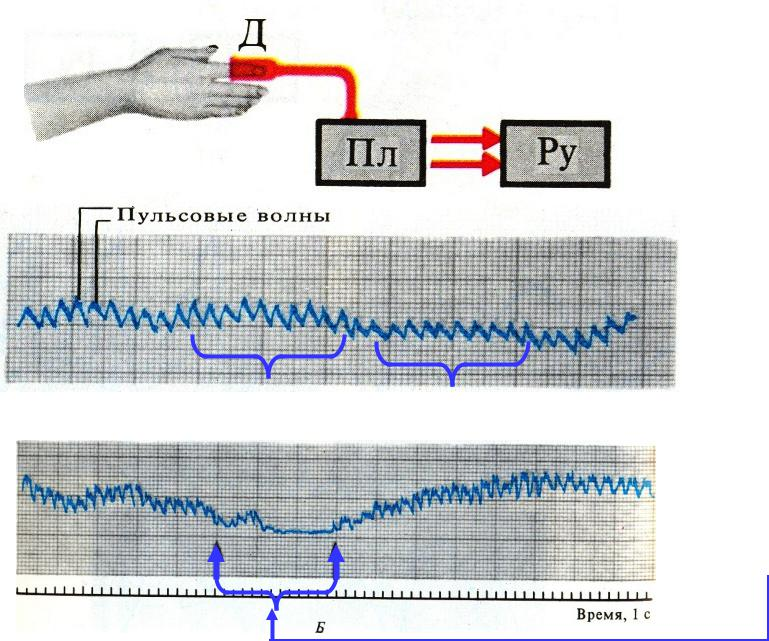 Д
Пл
Ру
Пульсовые волны
Время, 1 с
Б